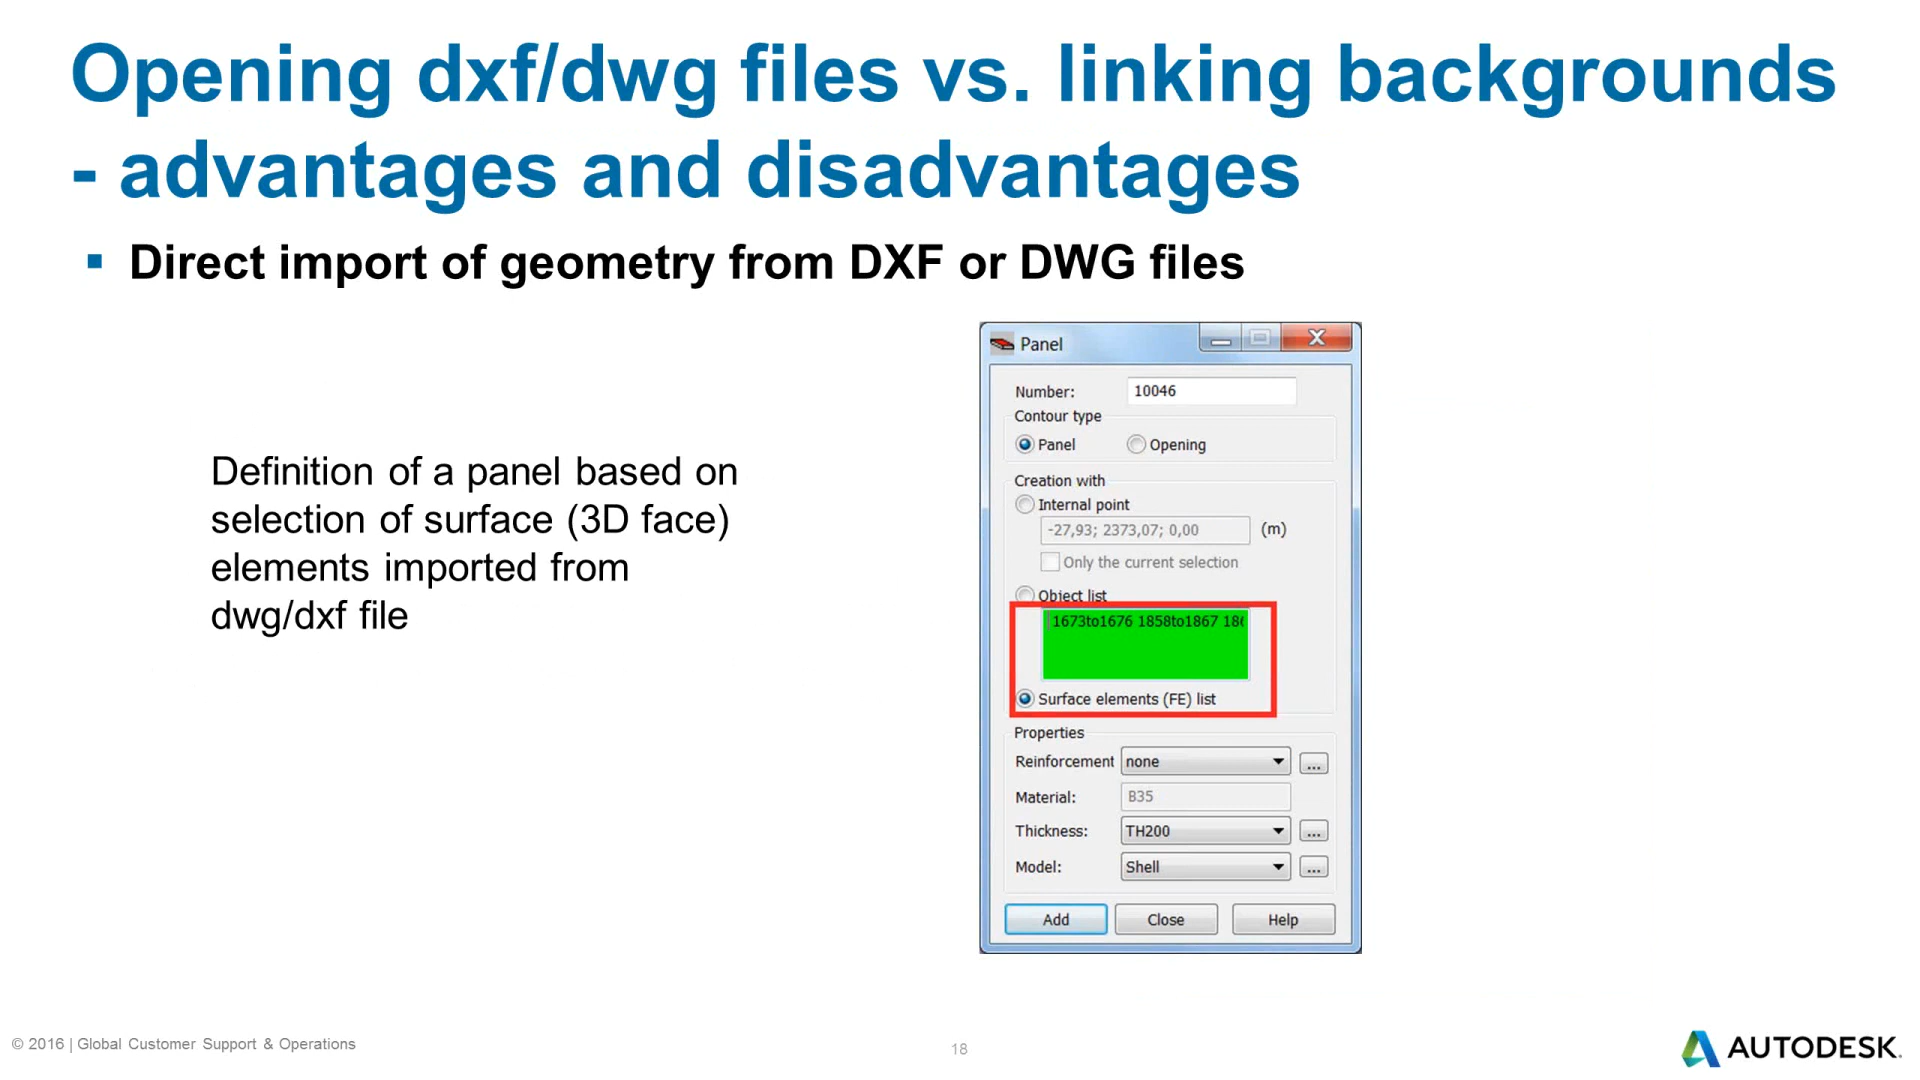 Opening dxf/dwg files vs. linking backgrounds
- advantages and disadvantages
▪ Direct import of geometry from DXF or DWG files
Definition of a panel based on
selection of surface (3D face)
elements imported from
dwg/dxf file
Panel
Number: 10046
Contour type
Panel Opening
Creation with
Internal point
-27,93; 2373,07; 0,00 (m)
Only the current selection
Object list
1673to1676 1858to1867
Surface elements (FE) list
Properties
Reinforcement none ...
Material: B35
Thickness: TH200 ...
Model: Shell ...
Add Close Help
© 2016 | Global Customer Support & Operations
18
AUTODESK.